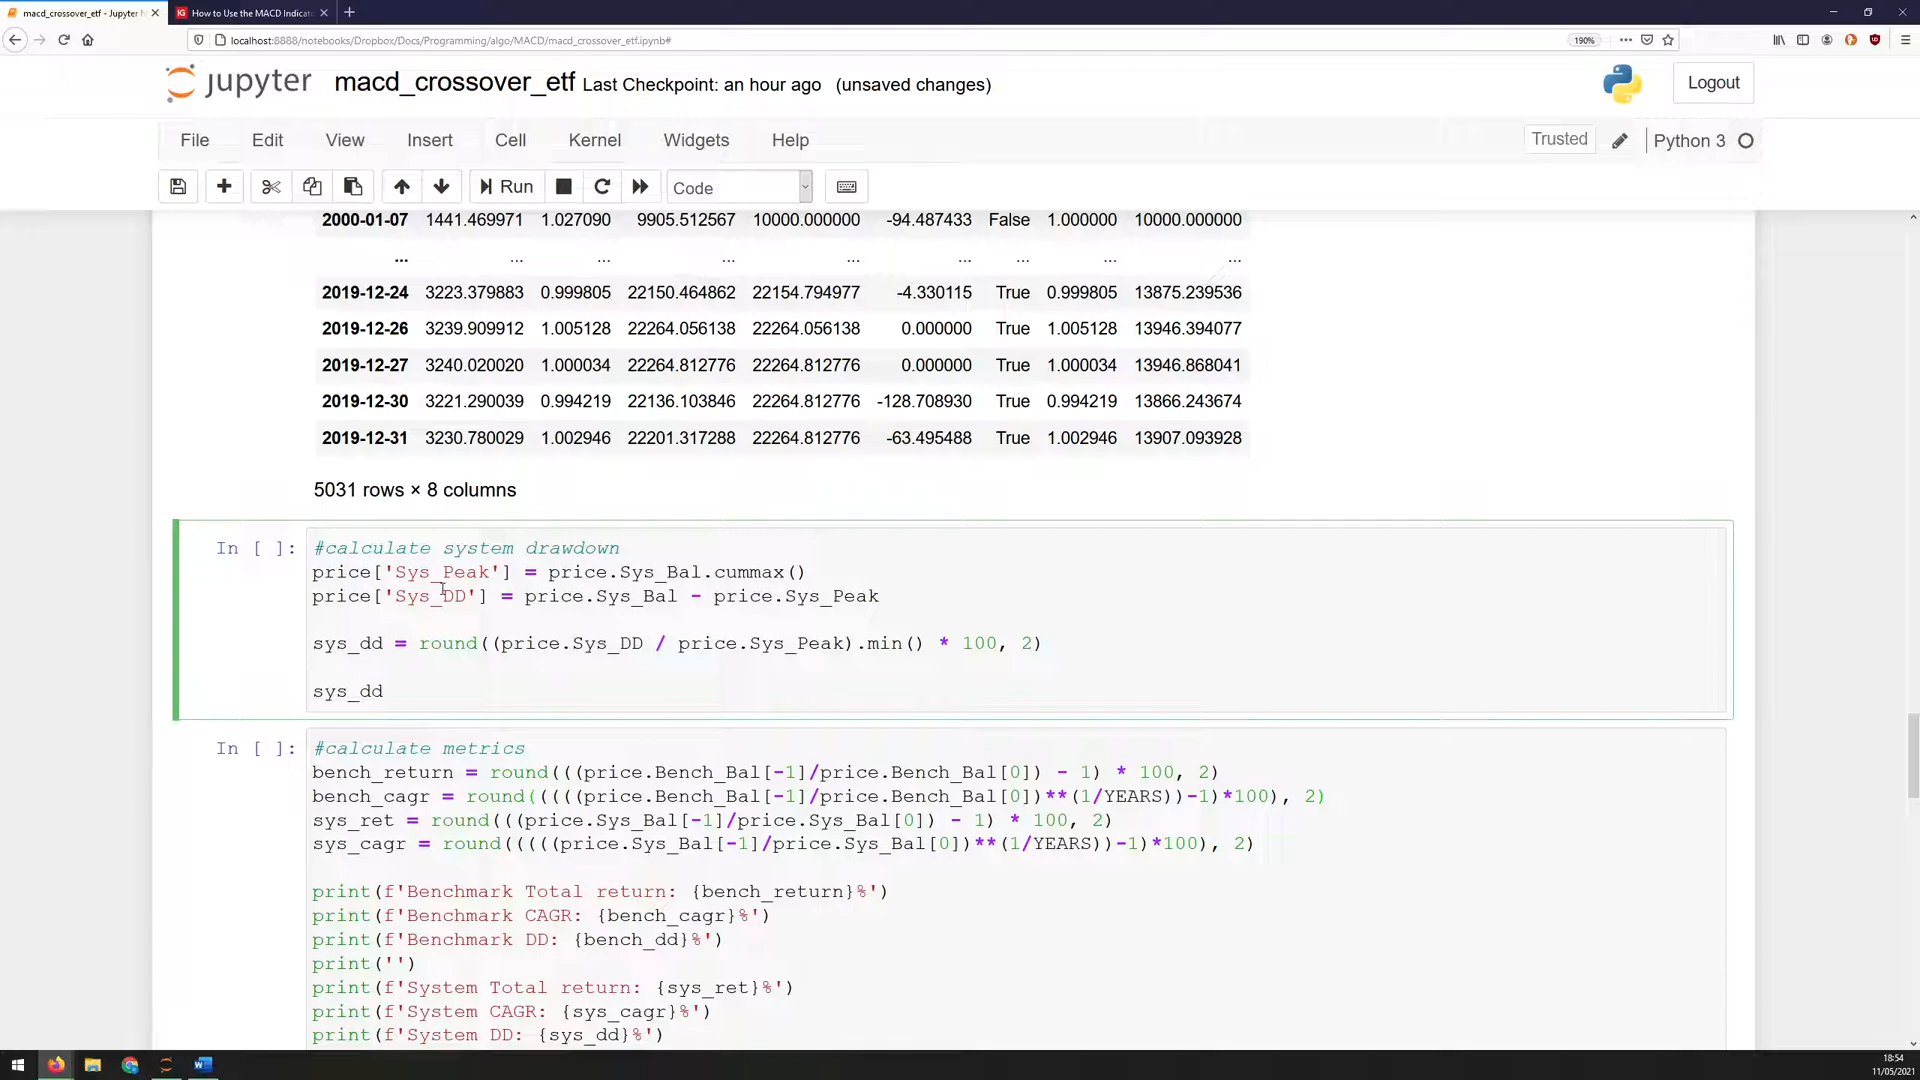 macd_crossover_etf - Jupyter N
How to Use the MACD Indicat
localhost:8888/notebooks/Dropbox/Docs/Programming/algo/MACD/macd_crossover_etf.ipynb#
190%
jupyter
macd_crossover_etf Last Checkpoint: an hour ago (unsaved changes)
Logout
File Edit View Insert Cell Kernel Widgets Help
Trusted
Python 3
Run
Code
2000-01-07 1441.469971 1.027090 9905.512567 10000.000000 -94.487433 False 1.000000 10000.000000
... ... ... ... ... ... ... ... ...
2019-12-24 3223.379883 0.999805 22150.464862 22154.794977 -4.330115 True 0.999805 13875.239536
2019-12-26 3239.909912 1.005128 22264.056138 22264.056138 0.000000 True 1.005128 13946.394077
2019-12-27 3240.020020 1.000034 22264.812776 22264.812776 0.000000 True 1.000034 13946.868041
2019-12-30 3221.290039 0.994219 22136.103846 22264.812776 -128.708930 True 0.994219 13866.243674
2019-12-31 3230.780029 1.002946 22201.317288 22264.812776 -63.495488 True 1.002946 13907.093928
5031 rows × 8 columns
In [ ]:
#calculate system drawdown
price['Sys_Peak'] = price.Sys_Bal.cummax()
price['Sys_DD'] = price.Sys_Bal - price.Sys_Peak
sys_dd = round((price.Sys_DD / price.Sys_Peak).min() * 100, 2)
sys_dd
In [ ]:
#calculate metrics
bench_return = round(((price.Bench_Bal[-1]/price.Bench_Bal[0]) - 1) * 100, 2)
bench_cagr = round(((((price.Bench_Bal[-1]/price.Bench_Bal[0])**(1/YEARS))-1)*100), 2)
sys_ret = round(((price.Sys_Bal[-1]/price.Sys_Bal[0]) - 1) * 100, 2)
sys_cagr = round(((((price.Sys_Bal[-1]/price.Sys_Bal[0])**(1/YEARS))-1)*100), 2)
print(f'Benchmark Total return: {bench_return}%')
print(f'Benchmark CAGR: {bench_cagr}%')
print(f'Benchmark DD: {bench_dd}%')
print('')
print(f'System Total return: {sys_ret}%')
print(f'System CAGR: {sys_cagr}%')
print(f'System DD: {sys_dd}%')
18:54
11/05/2021